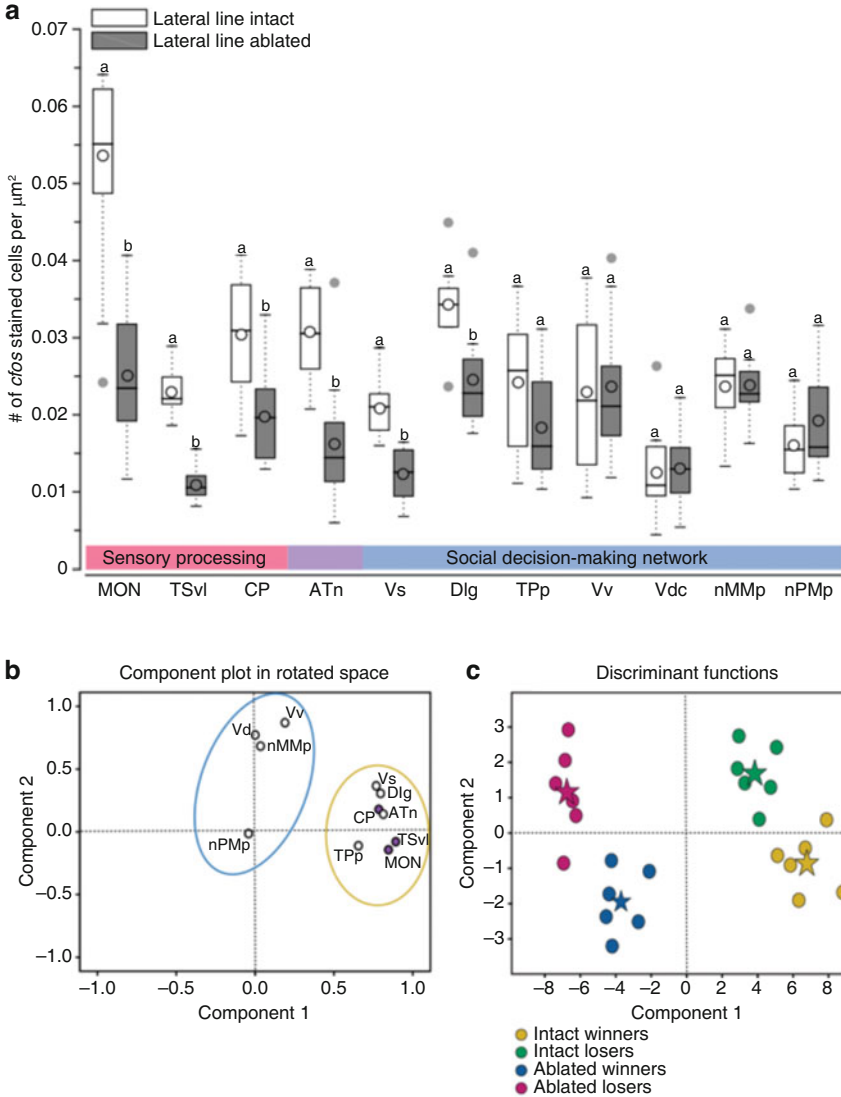 a
Lateral line intact
Lateral line ablated
# of cfos stained cells per μm²
0.07
0.06
0.05
0.04
0.03
0.02
0.01
0
a b a b a b a b a b a b a a a a a a a a a a
Sensory processing Social decision-making network
MON TSvl CP ATn Vs Dlg TPp Vv Vdc nMMp nPMp
b
Component plot in rotated space
Component 2
1.0
0.5
0.0
–0.5
–1.0
Vv
Vd
nMMp
Vs
Dlg
CP ATn
nPMp
TSvl
TPp
MON
–1.0 –0.5 0.0 0.5 1.0
Component 1
c
Discriminant functions
Component 2
3
2
1
0
–1
–2
–3
–8 –6 –4 –2 0 2 4 6 8
Component 1
Intact winners
Intact losers
Ablated winners
Ablated losers